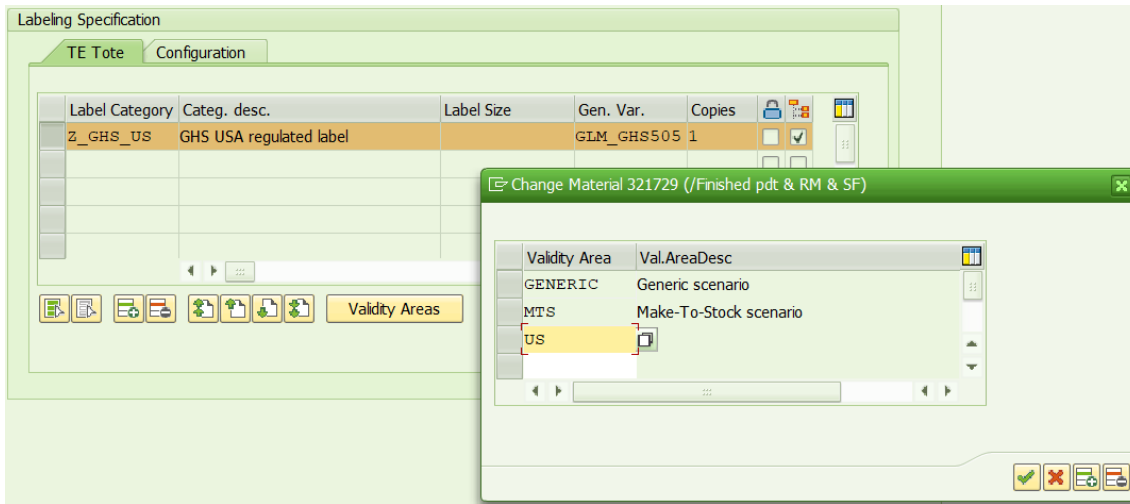 Labeling Specification
TE Tote Configuration
Label Category Categ. desc. Label Size Gen. Var. Copies
Z_GHS_US GHS USA regulated label GLM_GHS505 1
Change Material 321729 (/Finished pdt & RM & SF)
Validity Area Val.AreaDesc
GENERIC Generic scenario
MTS Make-To-Stock scenario
US
Validity Areas